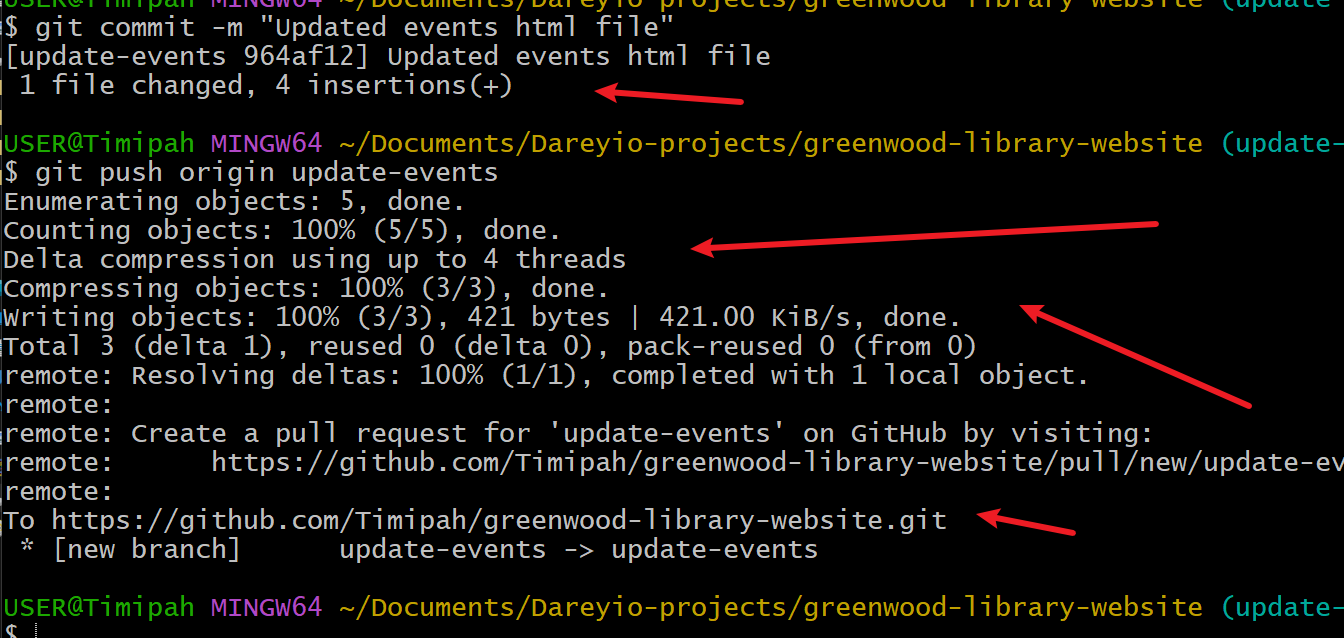 USER@Timipah MINGW64 ~/Documents/Dareyio-projects/greenwood-library-website (update
$ git commit -m "Updated events html file"
[update-events 964af12] Updated events html file
 1 file changed, 4 insertions(+)
USER@Timipah MINGW64 ~/Documents/Dareyio-projects/greenwood-library-website (update-
$ git push origin update-events
Enumerating objects: 5, done.
Counting objects: 100% (5/5), done.
Delta compression using up to 4 threads
Compressing objects: 100% (3/3), done.
Writing objects: 100% (3/3), 421 bytes | 421.00 KiB/s, done.
Total 3 (delta 1), reused 0 (delta 0), pack-reused 0 (from 0)
remote: Resolving deltas: 100% (1/1), completed with 1 local object.
remote:
remote: Create a pull request for 'update-events' on GitHub by visiting:
remote:      https://github.com/Timipah/greenwood-library-website/pull/new/update-ev
remote:
To https://github.com/Timipah/greenwood-library-website.git
 * [new branch]      update-events -> update-events
USER@Timipah MINGW64 ~/Documents/Dareyio-projects/greenwood-library-website (update-
$